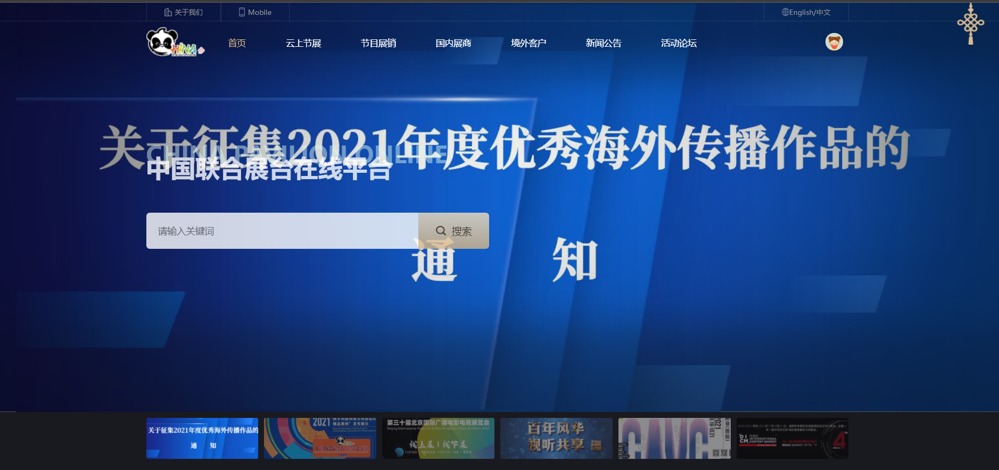 关于我们
Mobile
English/中文
首页
云上节展
节目展销
国内展商
境外客户
新闻公告
活动论坛
关于征集2021年度优秀海外传播作品的
CHINA PAVILION ONLINE
中国联合展台在线平台
请输入关键词
搜索
通 知
关于征集2021年度优秀海外传播作品的
通 知
2021
第三十届北京国际广播电影电视展览会
线上展 | 线下展
百年风华
视听共享
CAVC
2021
DICM
DUBAI
INTERNATIONAL
CONTENT MARKET
4